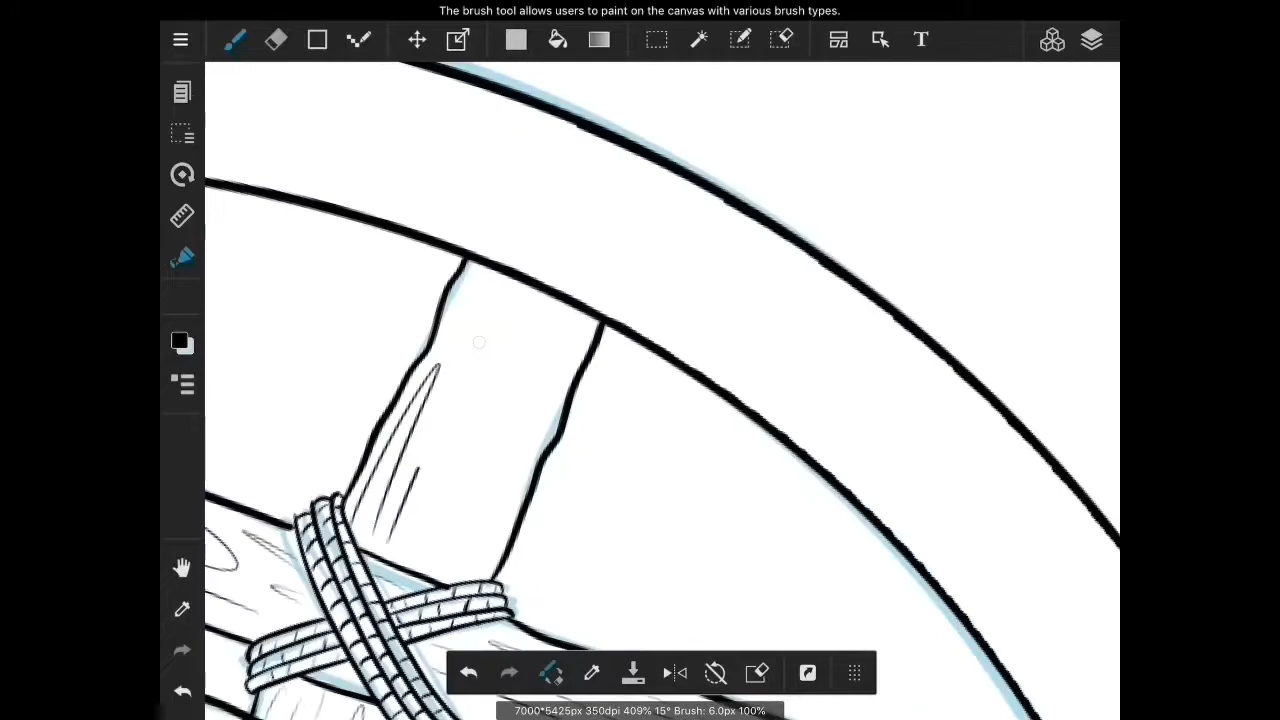 The brush tool allows users to paint on the canvas with various brush types.
T
7000*5425px 350dpi 409% 15° Brush: 6.0px 100%